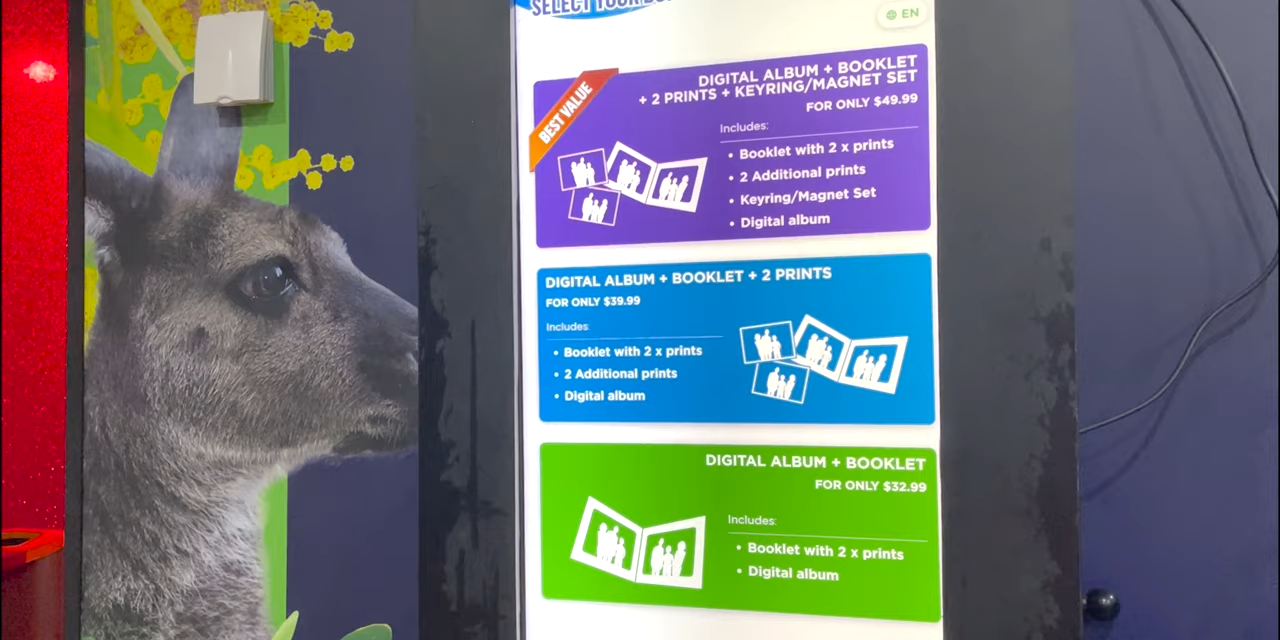 SELECT YOUR
EN
BEST VALUE
DIGITAL ALBUM + BOOKLET
+ 2 PRINTS + KEYRING/MAGNET SET
FOR ONLY $49.99
Includes:
• Booklet with 2 x prints
• 2 Additional prints
• Keyring/Magnet Set
• Digital album
DIGITAL ALBUM + BOOKLET + 2 PRINTS
FOR ONLY $39.99
Includes:
• Booklet with 2 x prints
• 2 Additional prints
• Digital album
DIGITAL ALBUM + BOOKLET
FOR ONLY $32.99
Includes:
• Booklet with 2 x prints
• Digital album